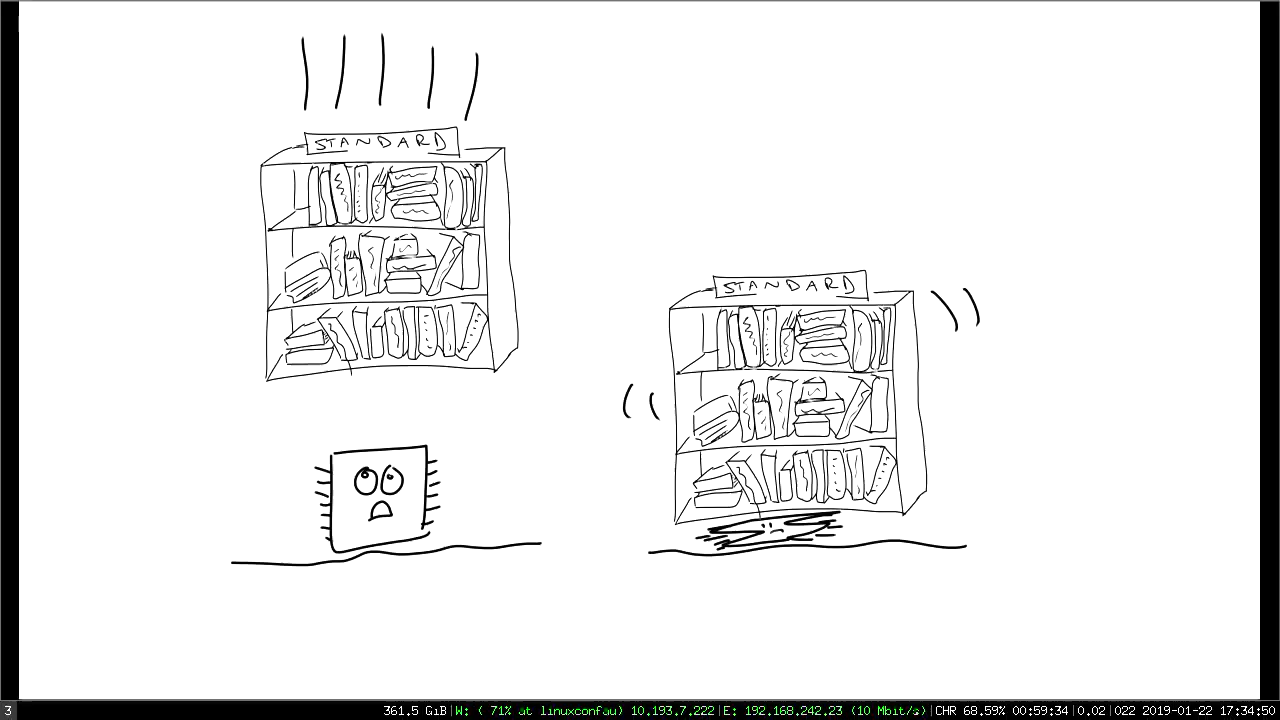 STANDARD
STANDARD
3
361.5 GiB|W: ( 71% at linuxconfau) 10.193.7.222|E: 192.168.242.23 (10 Mbit/s)|CHR 68.59% 00:59:34|0.02|022 2019-01-22 17:34:50